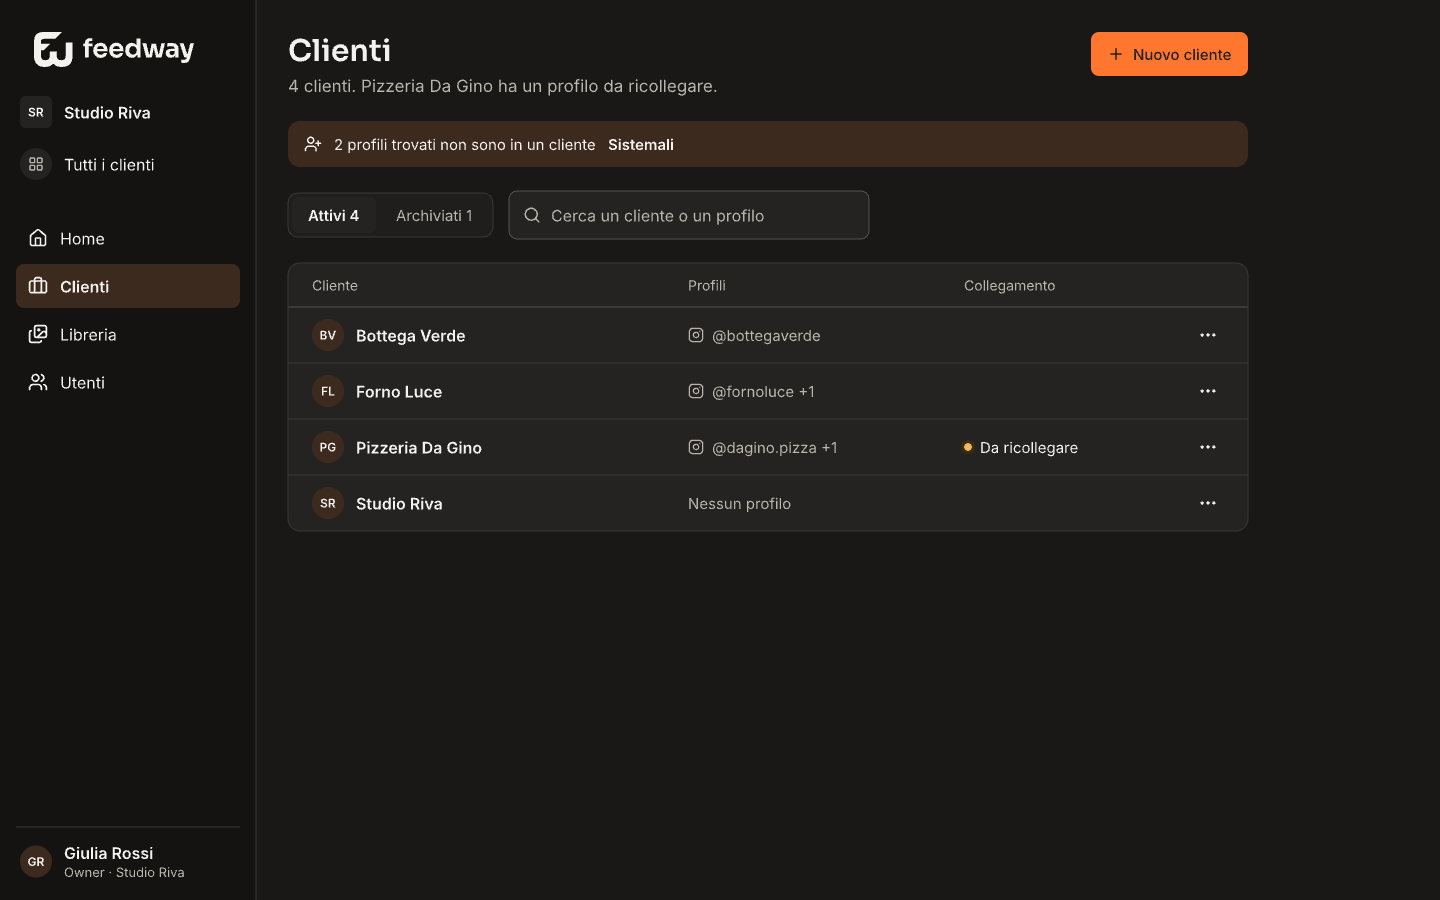 feedway
SR Studio Riva
Tutti i clienti
Home
Clienti
Libreria
Utenti
GR Giulia Rossi
Owner · Studio Riva
Clienti
4 clienti. Pizzeria Da Gino ha un profilo da ricollegare.
Nuovo cliente
2 profili trovati non sono in un cliente Sistemali
Attivi 4 Archiviati 1 Cerca un cliente o un profilo
Cliente Profili Collegamento
BV Bottega Verde @bottegaverde
FL Forno Luce @fornoluce +1
PG Pizzeria Da Gino @dagino.pizza +1 Da ricollegare
SR Studio Riva Nessun profilo